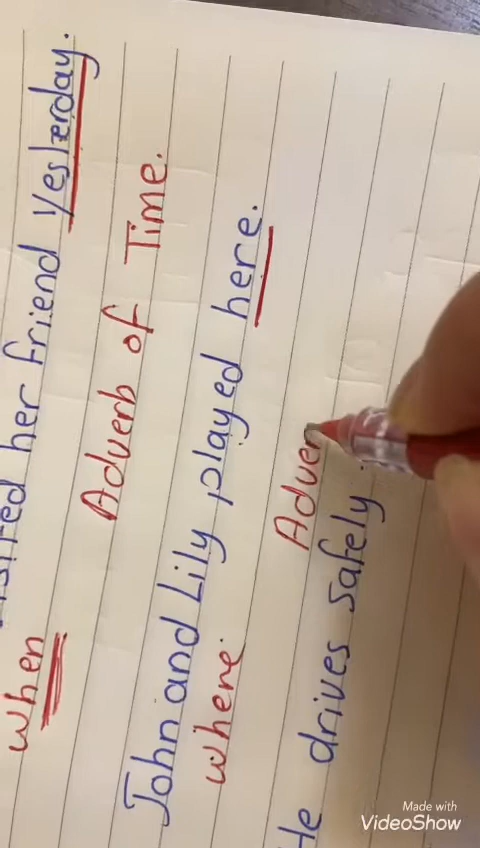 her friend Yesterday.
when
Adverb of Time.
John and Lily played here.
where.
Adver
He drives safely.
Made with
VideoShow